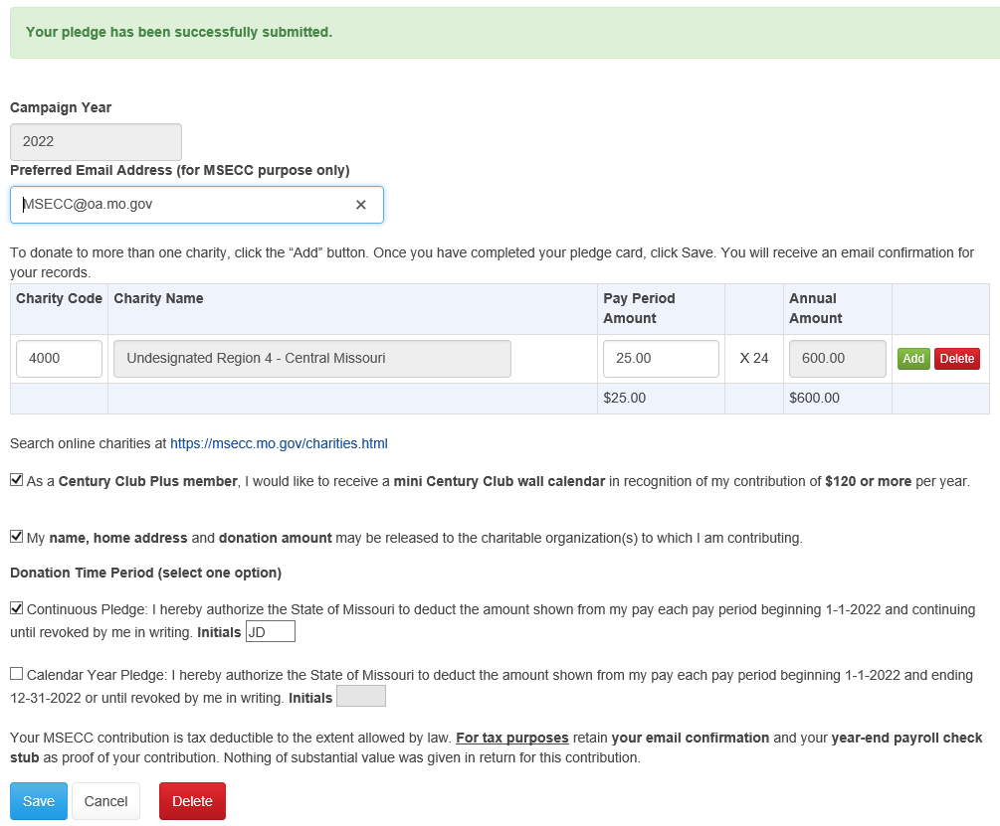 Your pledge has been successfully submitted.
Campaign Year
2022
Preferred Email Address (for MSECC purpose only)
MSECC@oa.mo.gov ✕
To donate to more than one charity, click the “Add” button. Once you have completed your pledge card, click Save. You will receive an email confirmation for
your records.
Charity Code Charity Name Pay Period Amount Annual Amount
4000 Undesignated Region 4 - Central Missouri 25.00 X 24 600.00 Add Delete
$25.00 $600.00
Search online charities at https://msecc.mo.gov/charities.html
As a Century Club Plus member, I would like to receive a mini Century Club wall calendar in recognition of my contribution of $120 or more per year.
My name, home address and donation amount may be released to the charitable organization(s) to which I am contributing.
Donation Time Period (select one option)
Continuous Pledge: I hereby authorize the State of Missouri to deduct the amount shown from my pay each pay period beginning 1-1-2022 and continuing
until revoked by me in writing. Initials JD
Calendar Year Pledge: I hereby authorize the State of Missouri to deduct the amount shown from my pay each pay period beginning 1-1-2022 and ending
12-31-2022 or until revoked by me in writing. Initials
Your MSECC contribution is tax deductible to the extent allowed by law. For tax purposes retain your email confirmation and your year-end payroll check
stub as proof of your contribution. Nothing of substantial value was given in return for this contribution.
Save Cancel Delete